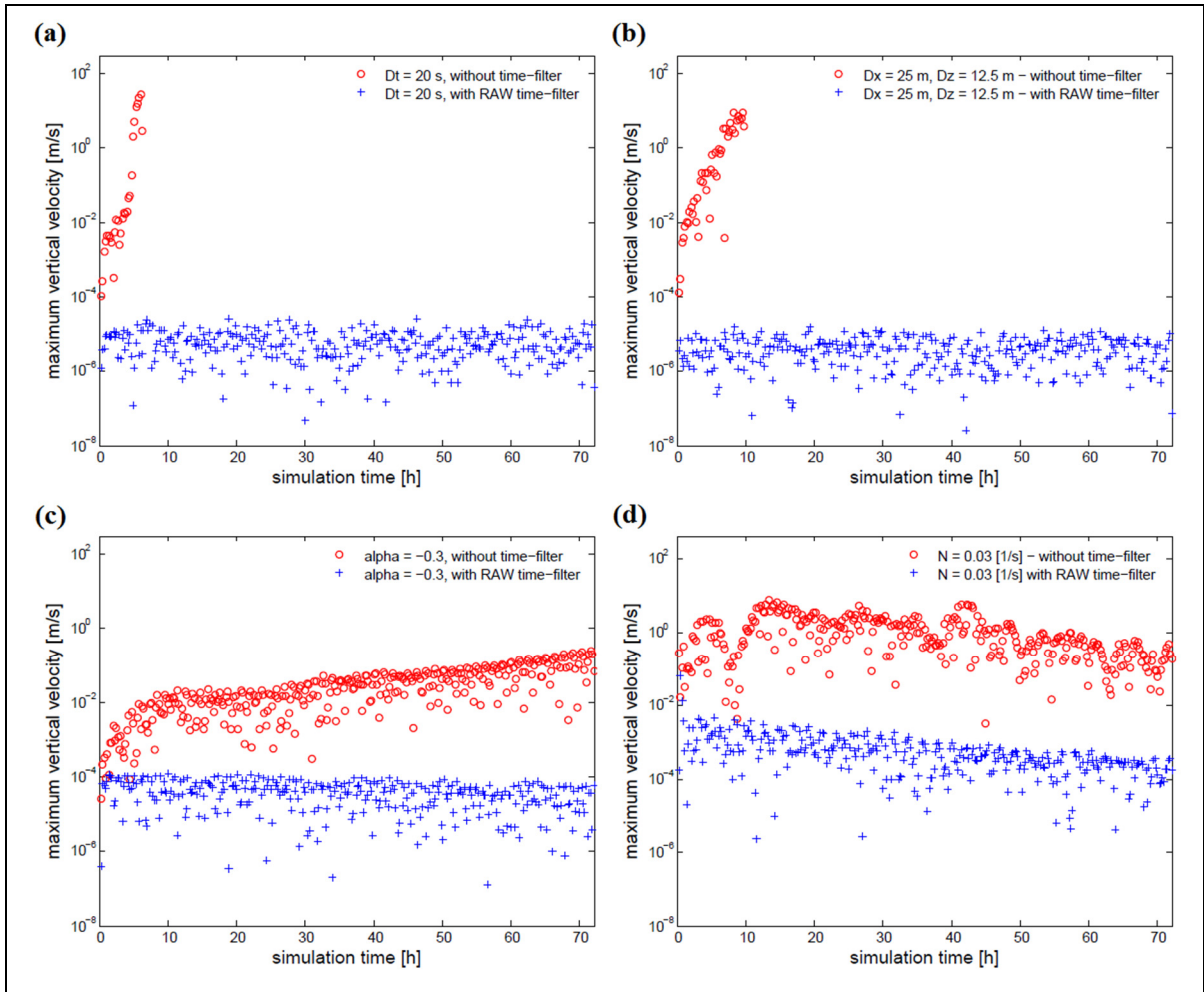 (a)
Dt = 20 s, without time-filter
Dt = 20 s, with RAW time-filter
maximum vertical velocity [m/s]
10^2
10^0
10^−2
10^−4
10^−6
10^−8
0 10 20 30 40 50 60 70
simulation time [h]
(b)
Dx = 25 m, Dz = 12.5 m − without time−filter
Dx = 25 m, Dz = 12.5 m − with RAW time−filter
maximum vertical velocity [m/s]
10^2
10^0
10^−2
10^−4
10^−6
10^−8
0 10 20 30 40 50 60 70
simulation time [h]
(c)
alpha = −0.3, without time−filter
alpha = −0.3, with RAW time−filter
maximum vertical velocity [m/s]
10^2
10^0
10^−2
10^−4
10^−6
10^−8
0 10 20 30 40 50 60 70
simulation time [h]
(d)
N = 0.03 [1/s] − without time−filter
N = 0.03 [1/s] with RAW time−filter
maximum vertical velocity [m/s]
10^2
10^0
10^−2
10^−4
10^−6
10^−8
0 10 20 30 40 50 60 70
simulation time [h]